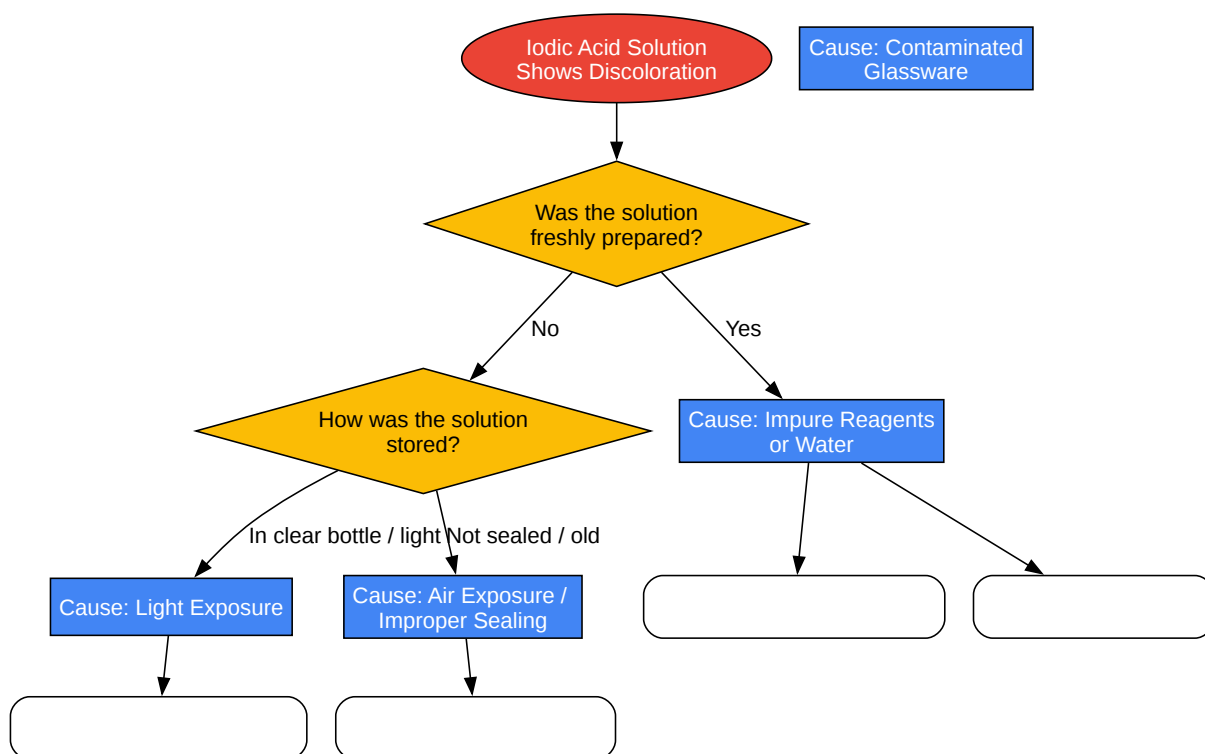 Iodic Acid Solution
Shows Discoloration
Cause: Contaminated
Glassware
Was the solution
freshly prepared?
No
Yes
How was the solution
stored?
Cause: Impure Reagents
or Water
In clear bottle / light
Not sealed / old
Cause: Light Exposure
Cause: Air Exposure /
Improper Sealing